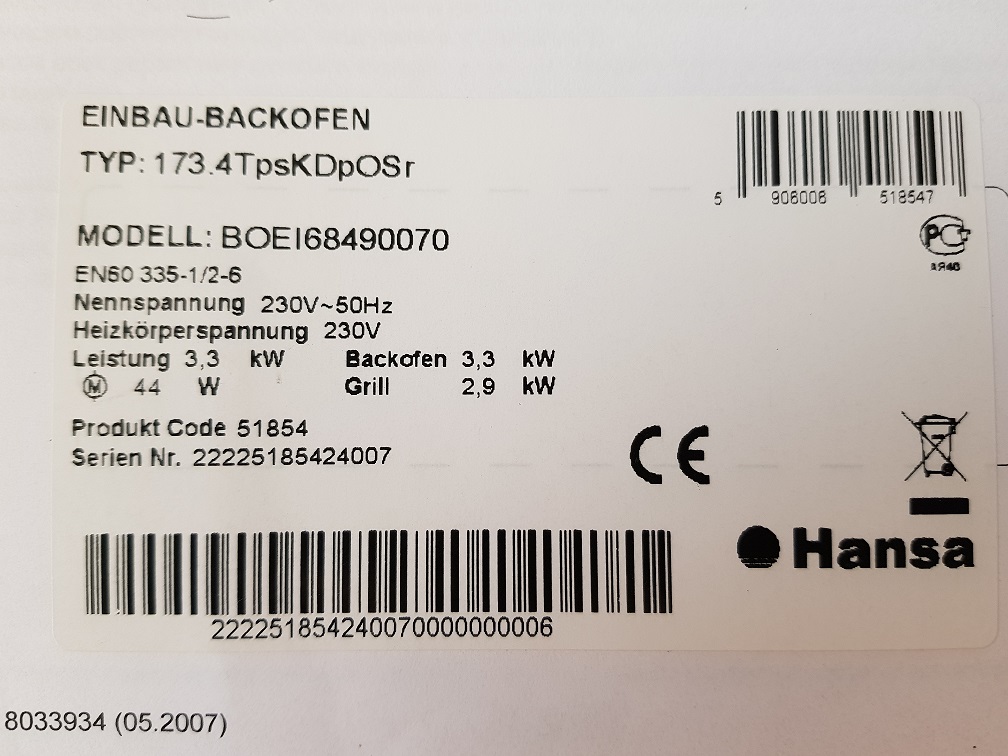 EINBAU-BACKOFEN
TYP: 173.4TpsKDpOSr
5 908008 518547
MODELL: BOEI68490070
EN60 335-1/2-6
Nennspannung 230V~50Hz
Heizkörperspannung 230V
Leistung 3,3 kW Backofen 3,3 kW
M 44 W Grill 2,9 kW
Produkt Code 51854
Serien Nr. 22225185424007
CE
Hansa
222251854240070000000006
8033934 (05.2007)